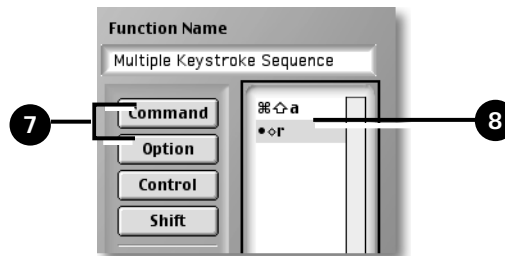 Function Name
Multiple Keystroke Sequence
7
Command
Option
Control
Shift
⌘⇧a
•⋄r
8